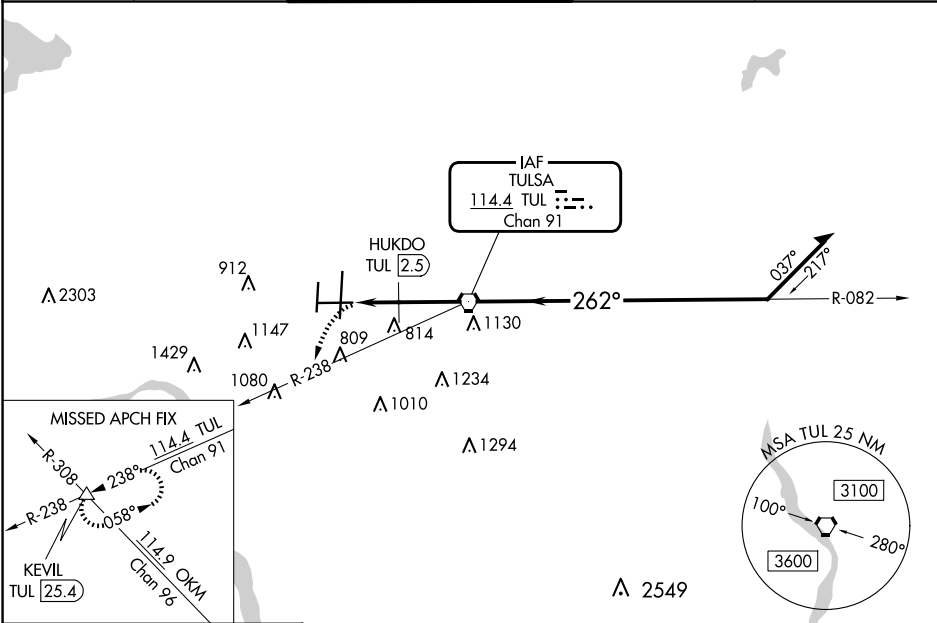 IAF
TULSA
114.4 TUL
Chan 91
HUKDO
TUL 2.5
912
2303
037°
217°
262°
R-082
1130
814
809
1147
1429
R-238
1080
1234
1010
1294
MISSED APCH FIX
114.4 TUL
Chan 91
R-308
238°
R-238
058°
114.9 OKM
Chan 96
KEVIL
TUL 25.4
MSA TUL 25 NM
3100
100°
280°
3600
2549